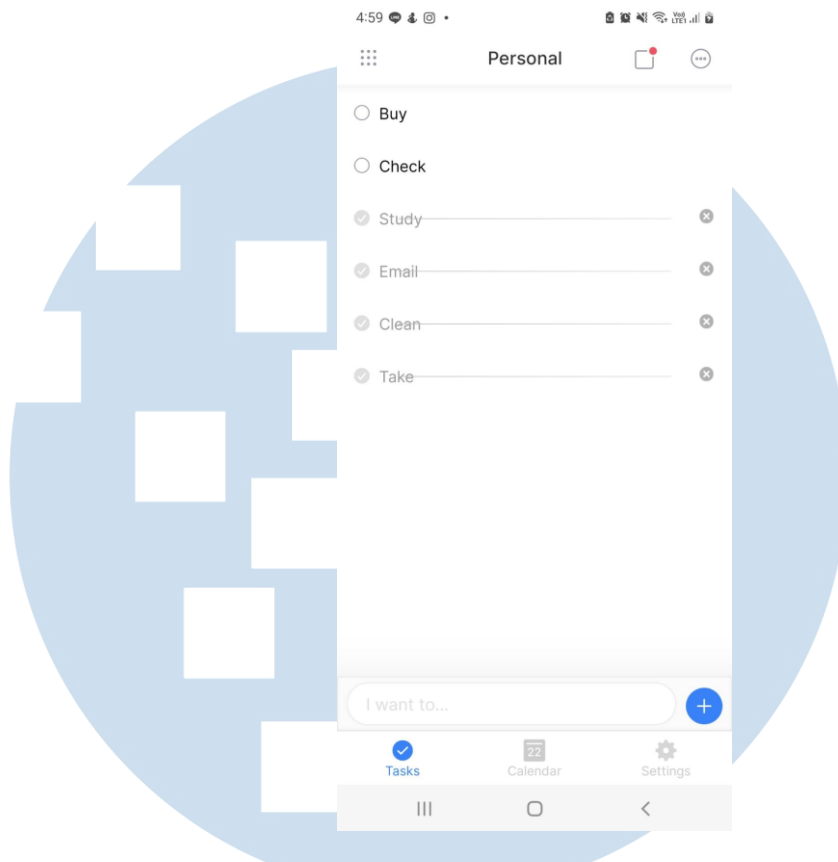 4:59
Personal
Buy
Check
Study
Email
Clean
Take
I want to...
22
Tasks Calendar Settings